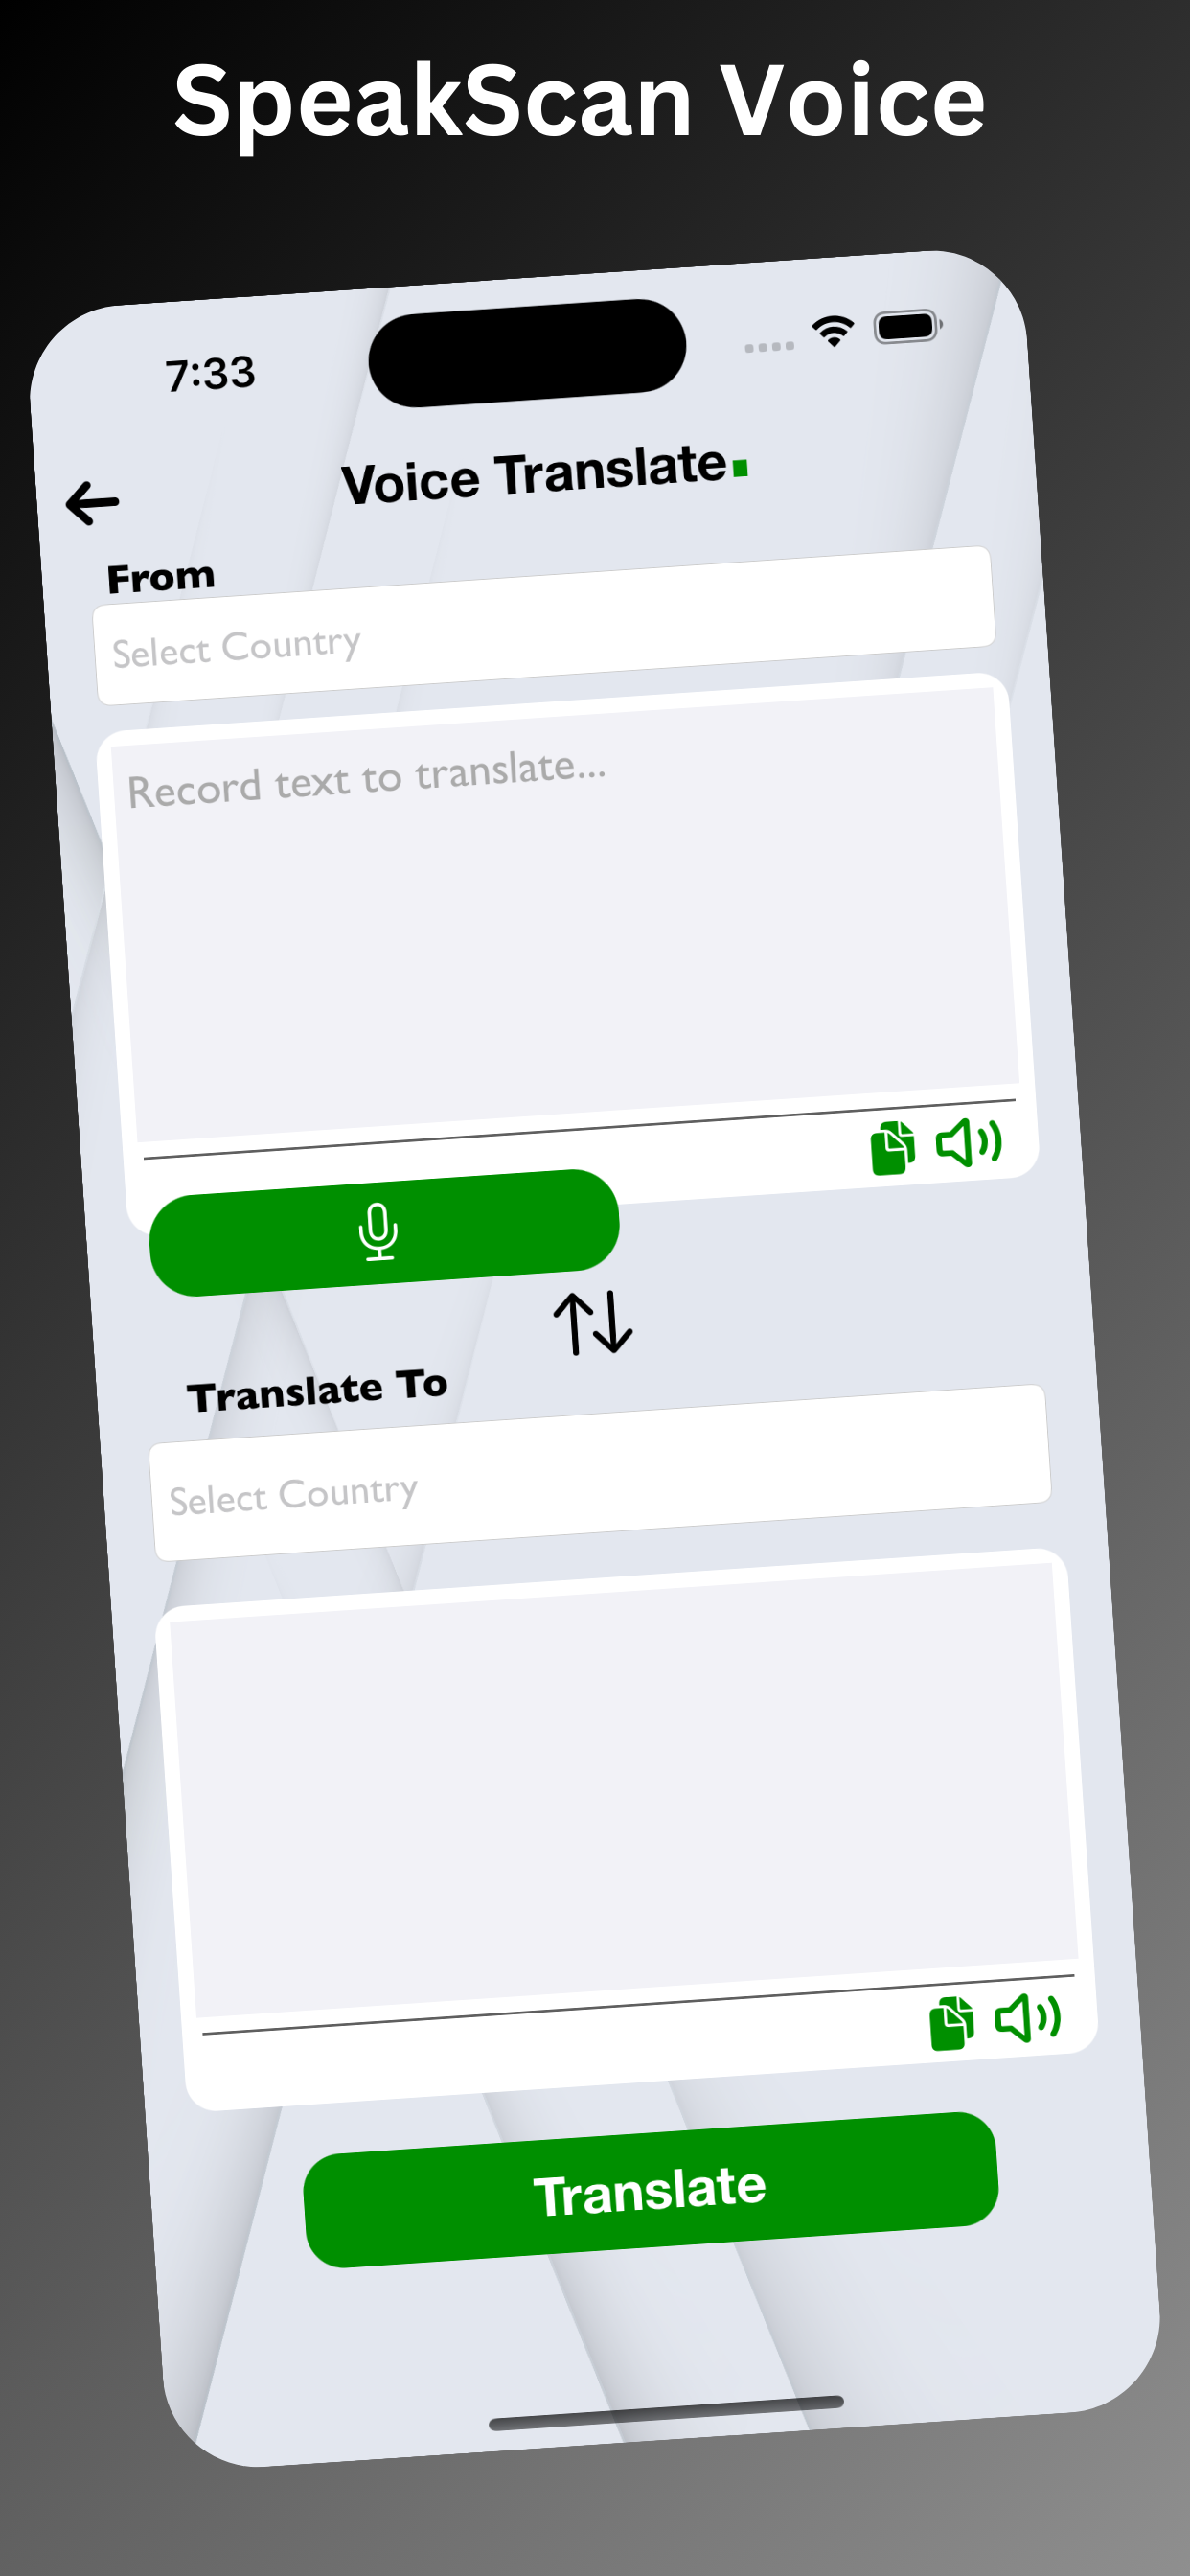 SpeakScan Voice
7:33
Voice Translate.
From
Select Country
Record text to translate...
Translate To
Select Country
Translate